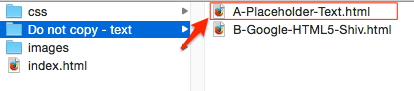 css
Do not copy - text
images
index.html
A-Placeholder-Text.html
B-Google-HTML5-Shiv.html